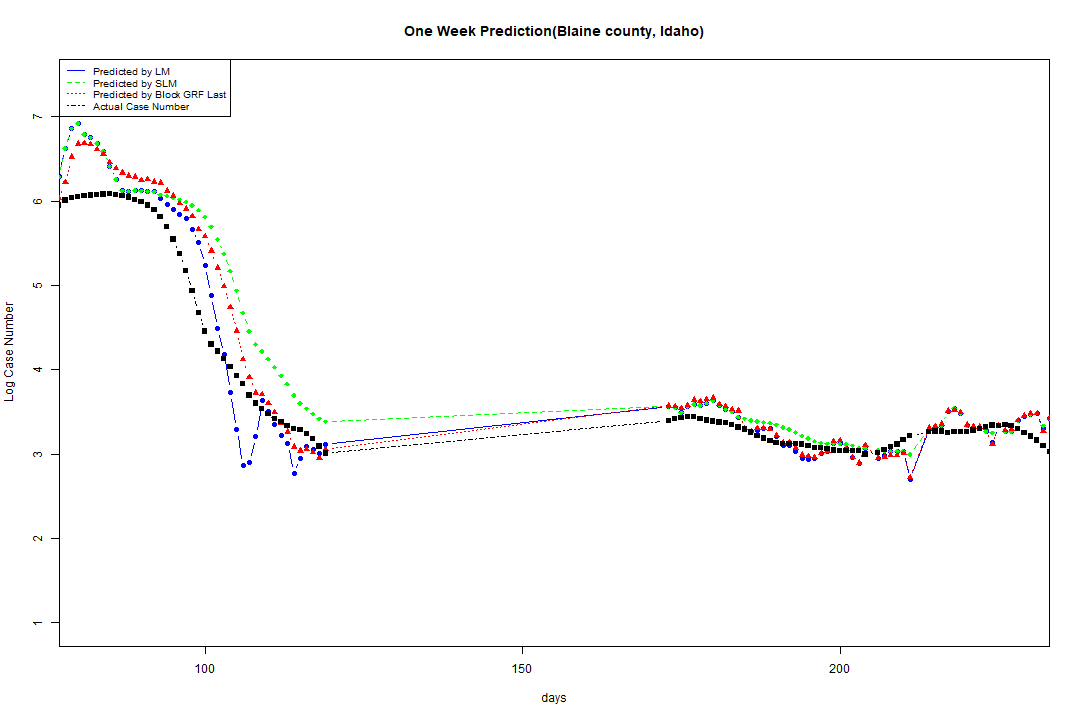 One Week Prediction(Blaine county, Idaho)
Predicted by LM
Predicted by SLM
Predicted by Block GRF Last
Actual Case Number
7
6
5
4
3
2
1
Log Case Number
100 150 200
days